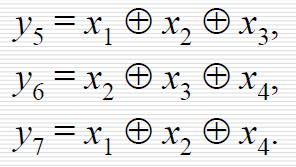 y₅ = x₁ ⊕ x₂ ⊕ x₃,
y₆ = x₂ ⊕ x₃ ⊕ x₄,
y₇ = x₁ ⊕ x₂ ⊕ x₄.